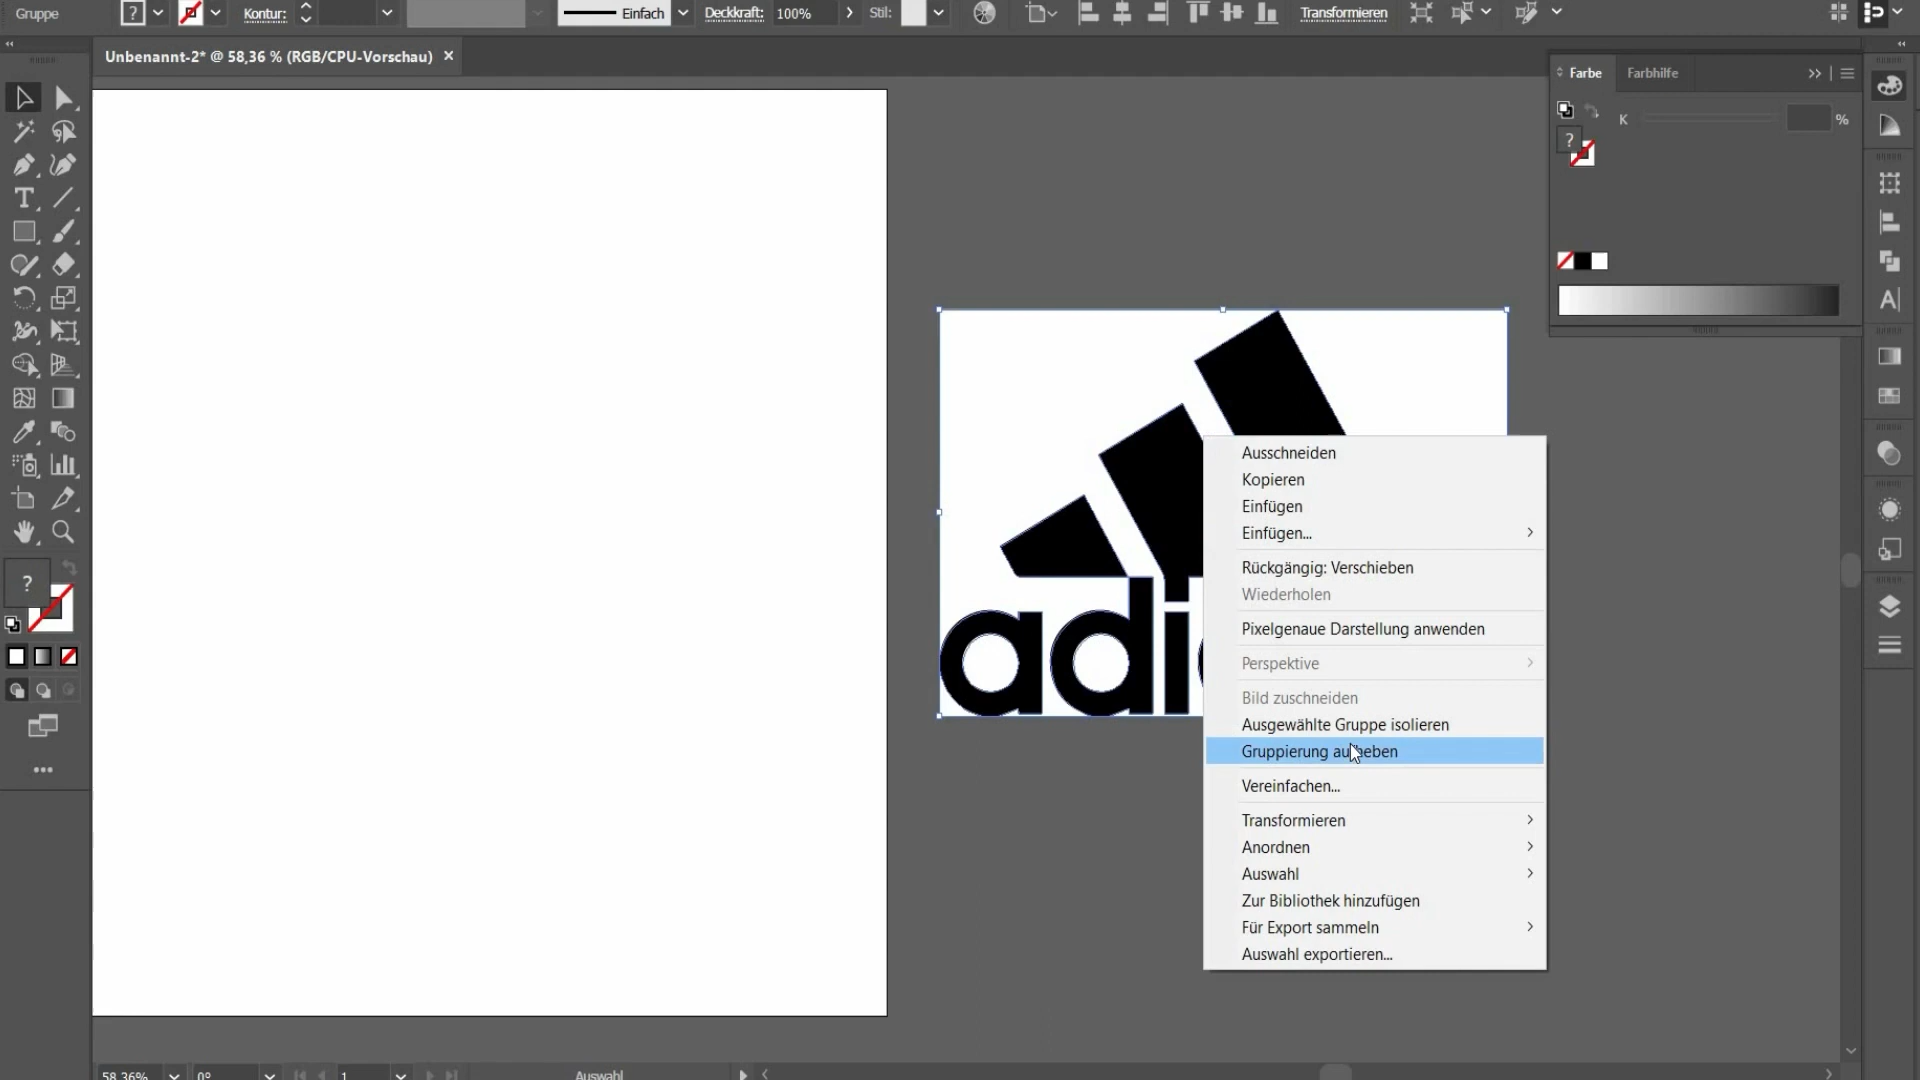 Gruppe
?
Kontur:
Einfach
Deckkraft:
100%
Stil:
Transformieren
Unbenannt-2* @ 58,36 % (RGB/CPU-Vorschau)
Farbe
Farbhilfe
K
%
?
adi
Ausschneiden
Kopieren
Einfügen
Einfügen...
Rückgängig: Verschieben
Wiederholen
Pixelgenaue Darstellung anwenden
Perspektive
Bild zuschneiden
Ausgewählte Gruppe isolieren
Gruppierung aufheben
Vereinfachen...
Transformieren
Anordnen
Auswahl
Zur Bibliothek hinzufügen
Für Export sammeln
Auswahl exportieren...
?
58,36%
0°
1
Auswahl